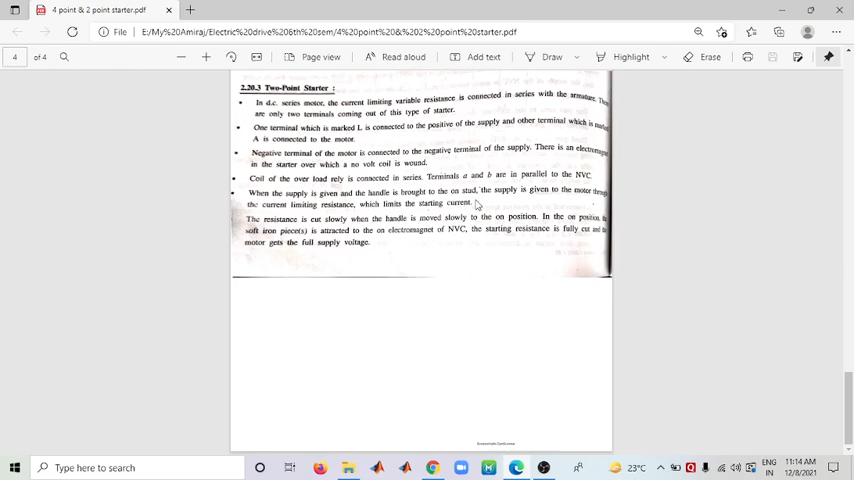 4 point & 2 point starter.pdf
File
E:/My%20Amiraj/Electric%20drive%206th%20sem/4%20point%20&%202%20point%20starter.pdf
4 of 4
Page view
Read aloud
Add text
Draw
Highlight
Erase
2.20.3 Two-Point Starter :
• In d.c. series motor, the current limiting variable resistance is connected in series with the armature. There
are only two terminals coming out of this type of starter.
• One terminal which is marked L is connected to the positive of the supply and other terminal which is marked
A is connected to the motor.
• Negative terminal of the motor is connected to the negative terminal of the supply. There is an electromagnet
in the starter over which a no volt coil is wound.
• Coil of the over load rely is connected in series. Terminals a and b are in parallel to the NVC.
• When the supply is given and the handle is brought to the on stud, the supply is given to the motor through
the current limiting resistance, which limits the starting current.
The resistance is cut slowly when the handle is moved slowly to the on position. In the on position, the
soft iron piece(s) is attracted to the on electromagnet of NVC, the starting resistance is fully cut and the
motor gets the full supply voltage.
Type here to search
23°C
ENG
IN
11:14 AM
12/8/2021